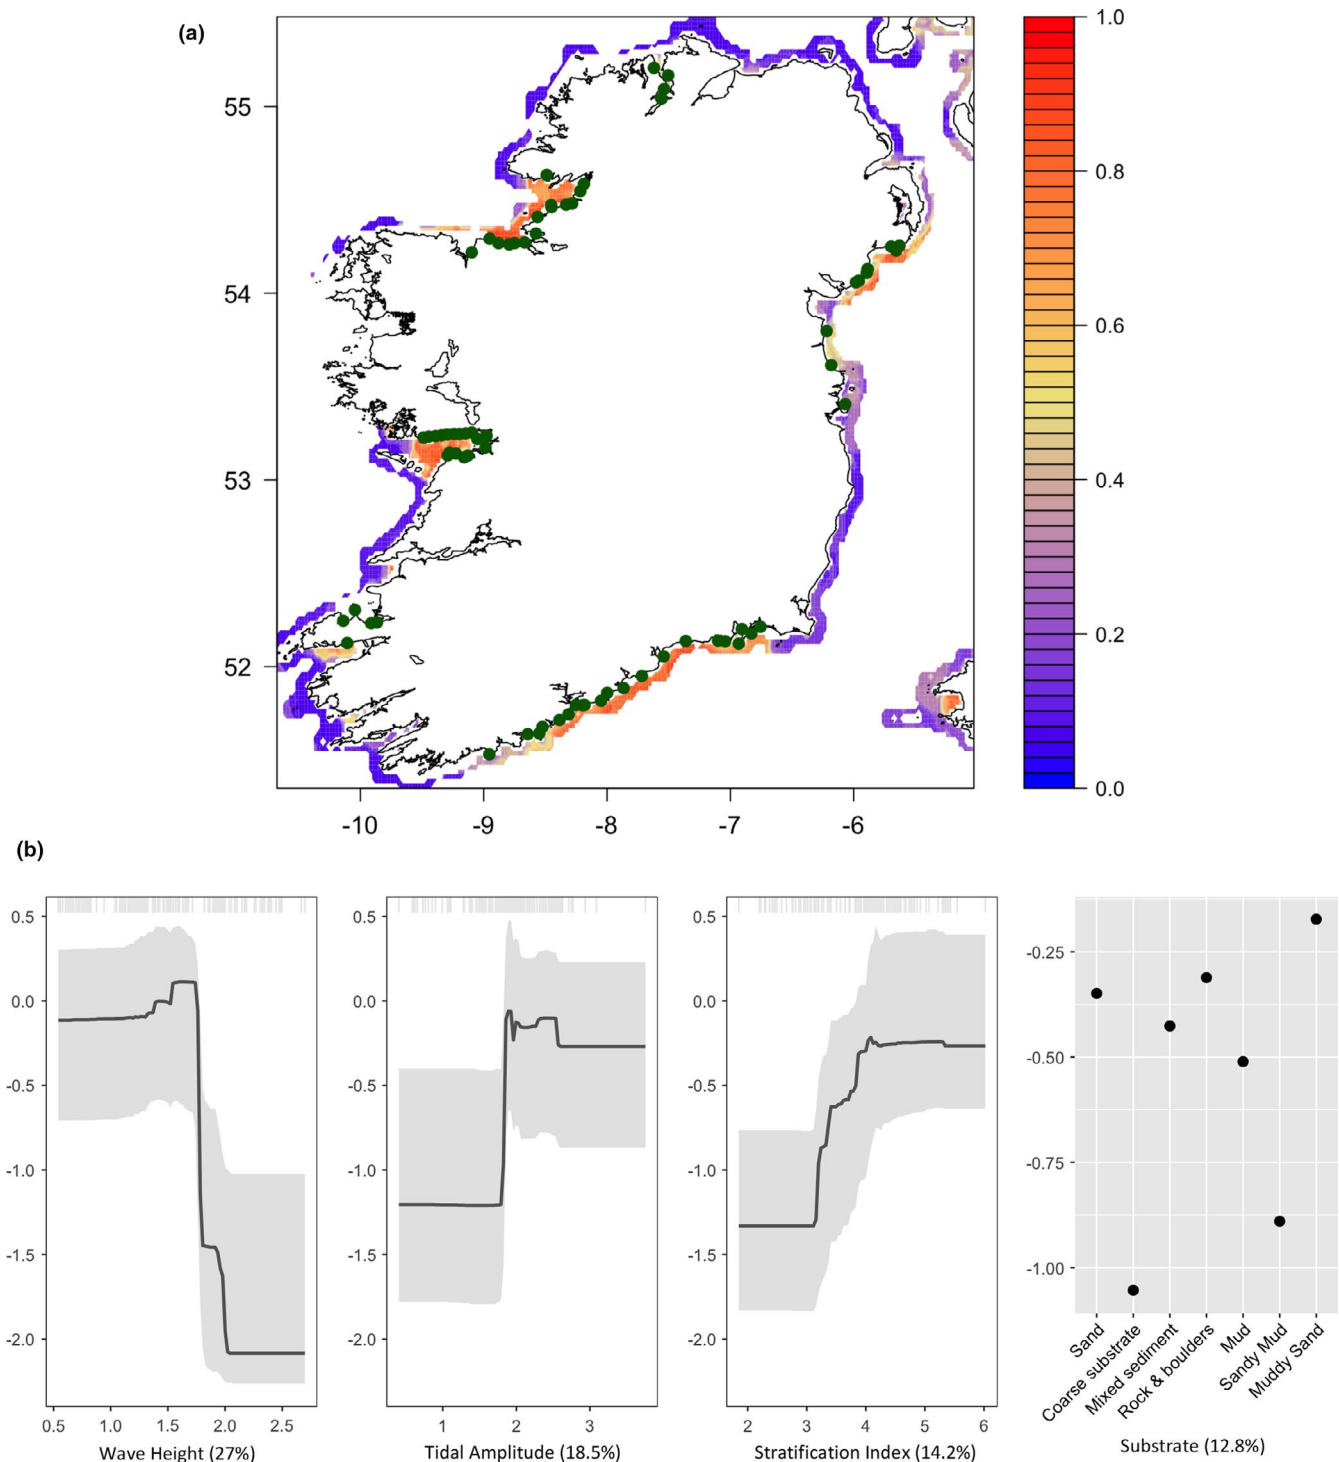 (a)
55
54
53
52
-10 -9 -8 -7 -6
1.0
0.8
0.6
0.4
0.2
0.0
(b)
0.5
0.0
-0.5
-1.0
-1.5
-2.0
0.5 1.0 1.5 2.0 2.5
Wave Height (27%)
0.5
0.0
-0.5
-1.0
-1.5
-2.0
1 2 3
Tidal Amplitude (18.5%)
0.5
0.0
-0.5
-1.0
-1.5
-2.0
2 3 4 5 6
Stratification Index (14.2%)
-0.25
-0.50
-0.75
-1.00
Sand
Coarse substrate
Mixed sediment
Rock & boulders
Mud
Sandy Mud
Muddy Sand
Substrate (12.8%)